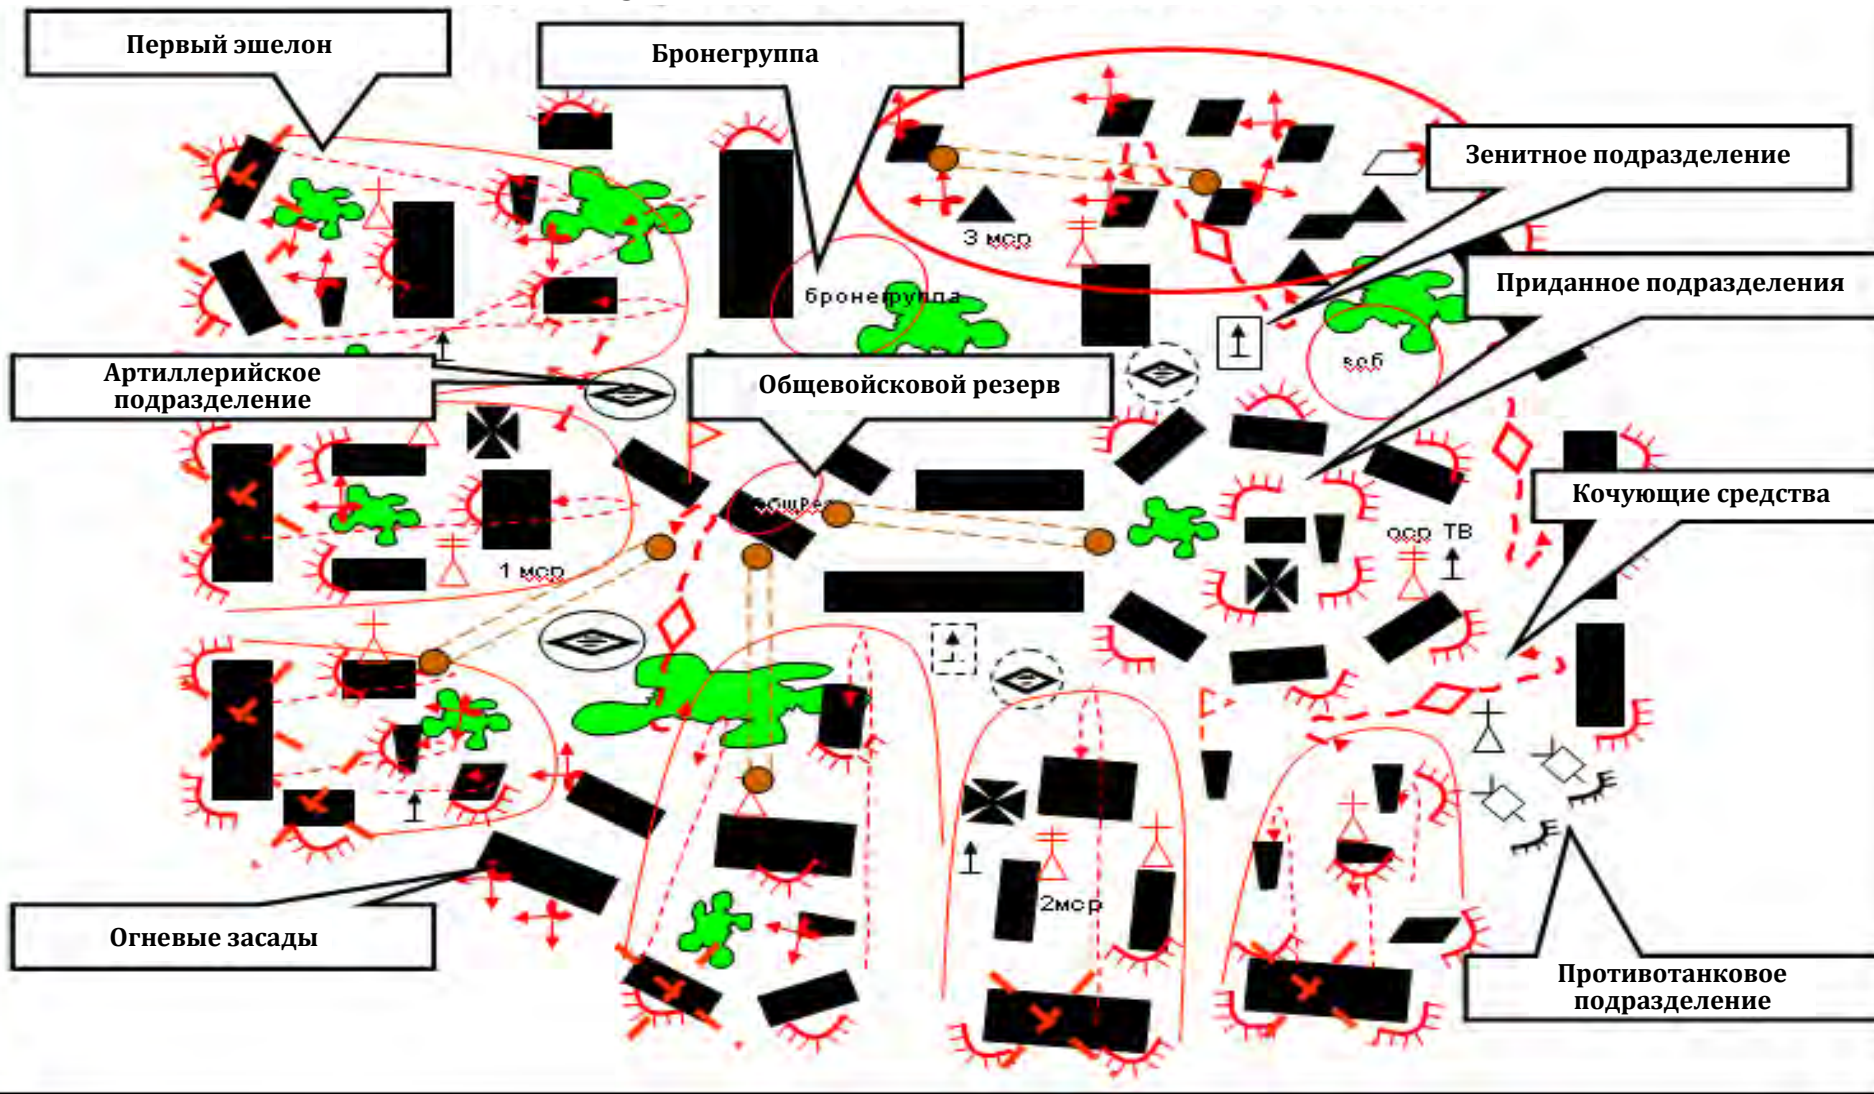 Первый эшелон
Бронегруппа
Зенитное подразделение
3 мср
Приданное подразделения
бронегруппа
Артиллерийское
подразделение
Общевойсковой резерв
Кочующие средства
оср ТВ
1 мср
2мср
Огневые засады
Противотанковое
подразделение